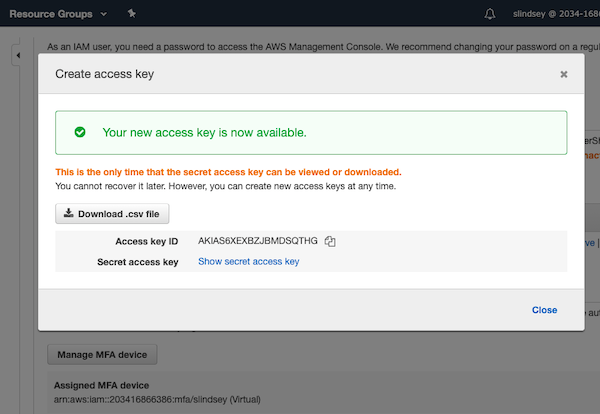 Resource Groups
slindsey @ 2034-1686
As an IAM user, you need a password to access the AWS Management Console. We recommend changing your password on a regul
Create access key
Your new access key is now available.
This is the only time that the secret access key can be viewed or downloaded.
You cannot recover it later. However, you can create new access keys at any time.
Download .csv file
Access key ID AKIAS6XEXBZJBMDSQTHG
Secret access key Show secret access key
Close
Manage MFA device
Assigned MFA device
arn:aws:iam::203416866386:mfa/slindsey (Virtual)